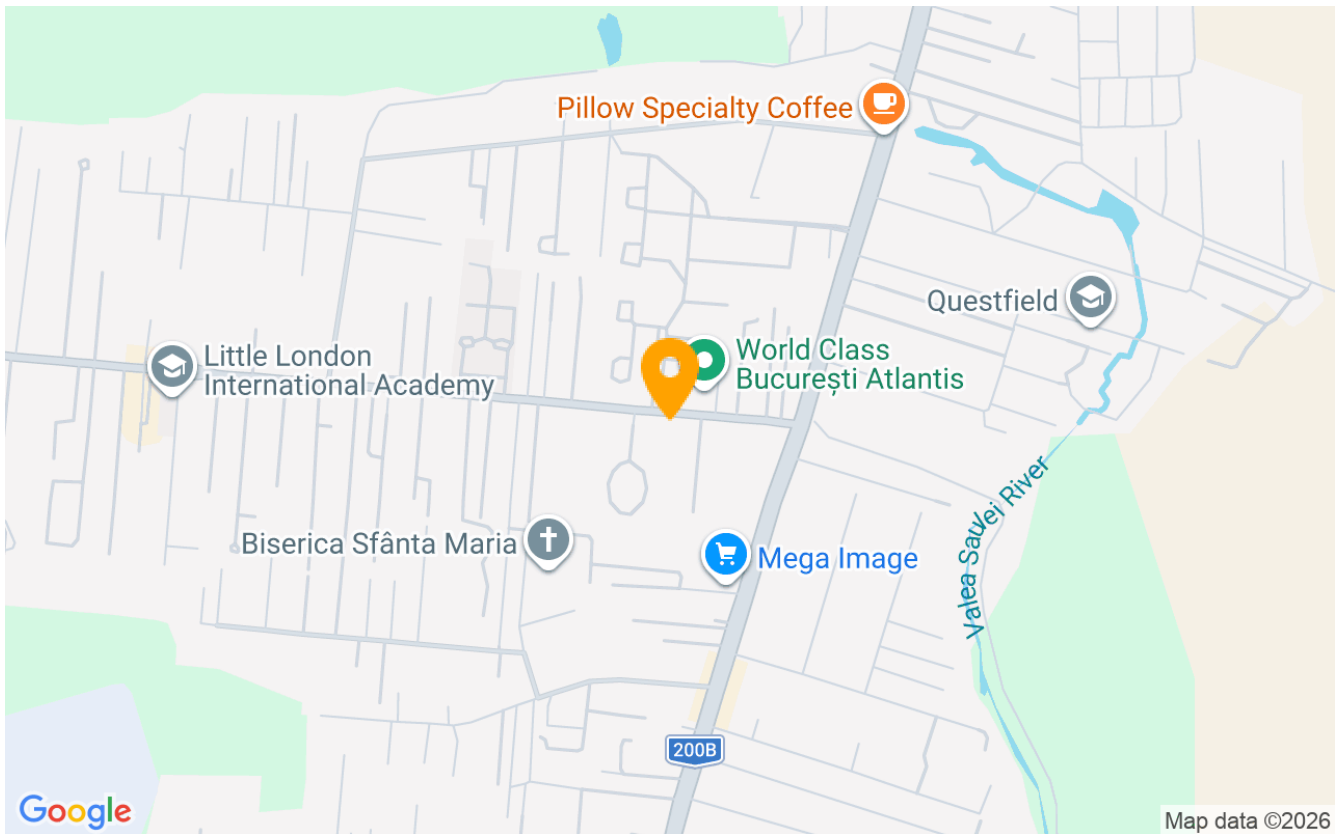 Pillow Specialty Coffee
Questfield
World Class
București Atlantis
Little London
International Academy
Valea Saulei River
Biserica Sfânta Maria
Mega Image
200B
Google
Map data ©2026